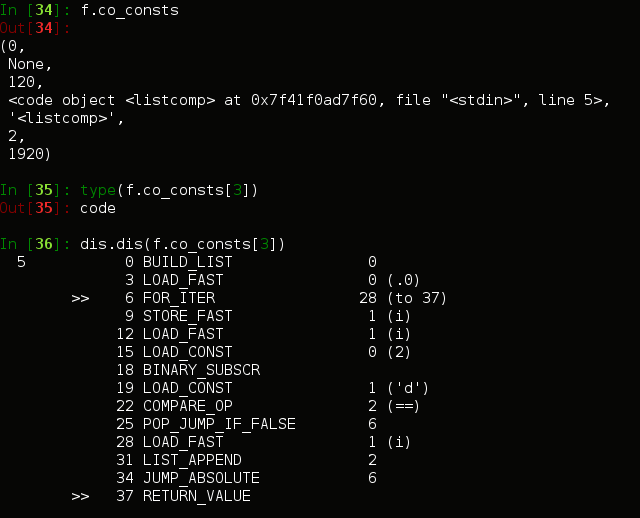 In [34]: f.co_consts
Out[34]:
(0,
 None,
 120,
 <code object <listcomp> at 0x7f41f0ad7f60, file "<stdin>", line 5>,
 '<listcomp>',
 2,
 1920)

In [35]: type(f.co_consts[3])
Out[35]: code

In [36]: dis.dis(f.co_consts[3])
  5           0 BUILD_LIST               0
              3 LOAD_FAST                0 (.0)
        >>    6 FOR_ITER                28 (to 37)
              9 STORE_FAST               1 (i)
             12 LOAD_FAST                1 (i)
             15 LOAD_CONST               0 (2)
             18 BINARY_SUBSCR
             19 LOAD_CONST               1 ('d')
             22 COMPARE_OP               2 (==)
             25 POP_JUMP_IF_FALSE        6
             28 LOAD_FAST                1 (i)
             31 LIST_APPEND              2
             34 JUMP_ABSOLUTE            6
        >>   37 RETURN_VALUE